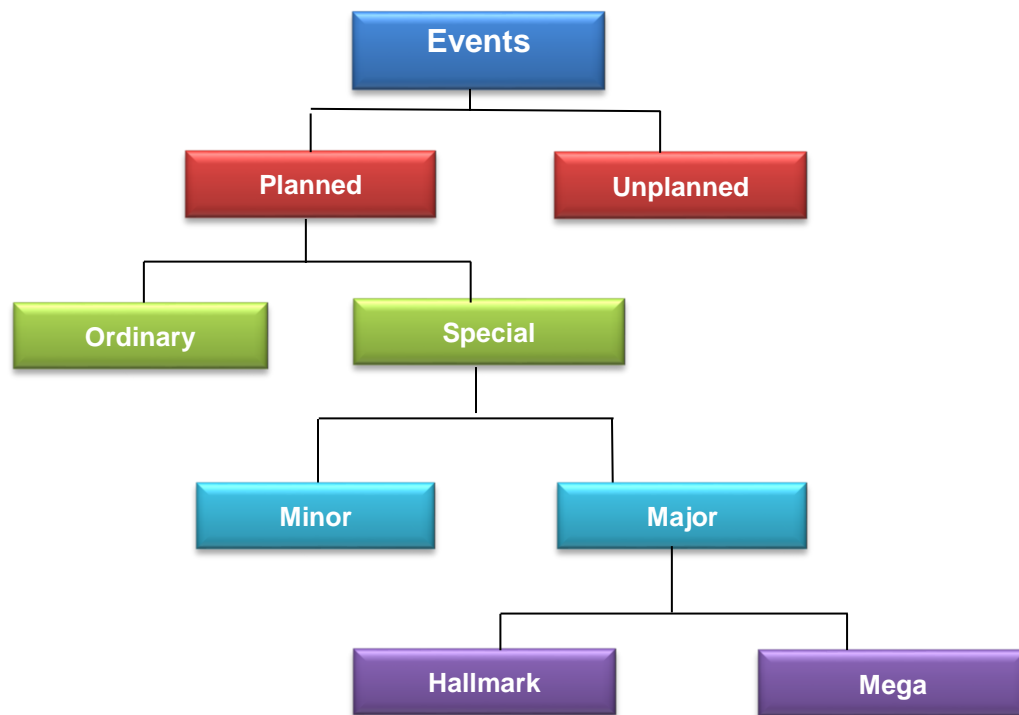 Events
Planned
Unplanned
Ordinary
Special
Minor
Major
Hallmark
Mega